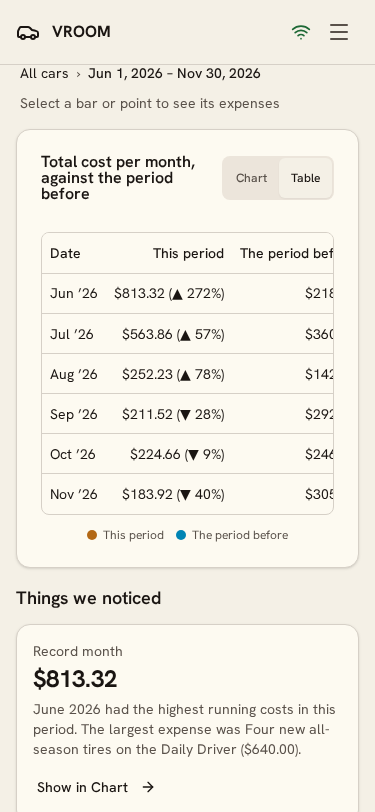 VROOM
All cars › Jun 1, 2026 – Nov 30, 2026
Select a bar or point to see its expenses
Total cost per month,
against the period
before
Chart
Table
Date This period The period bef
Jun ’26 $813.32 (▲ 272%) $218
Jul ’26 $563.86 (▲ 57%) $360
Aug ’26 $252.23 (▲ 78%) $142
Sep ’26 $211.52 (▼ 28%) $292
Oct ’26 $224.66 (▼ 9%) $246
Nov ’26 $183.92 (▼ 40%) $305
This period The period before
Things we noticed
Record month
$813.32
June 2026 had the highest running costs in this
period. The largest expense was Four new all-
season tires on the Daily Driver ($640.00).
Show in Chart →